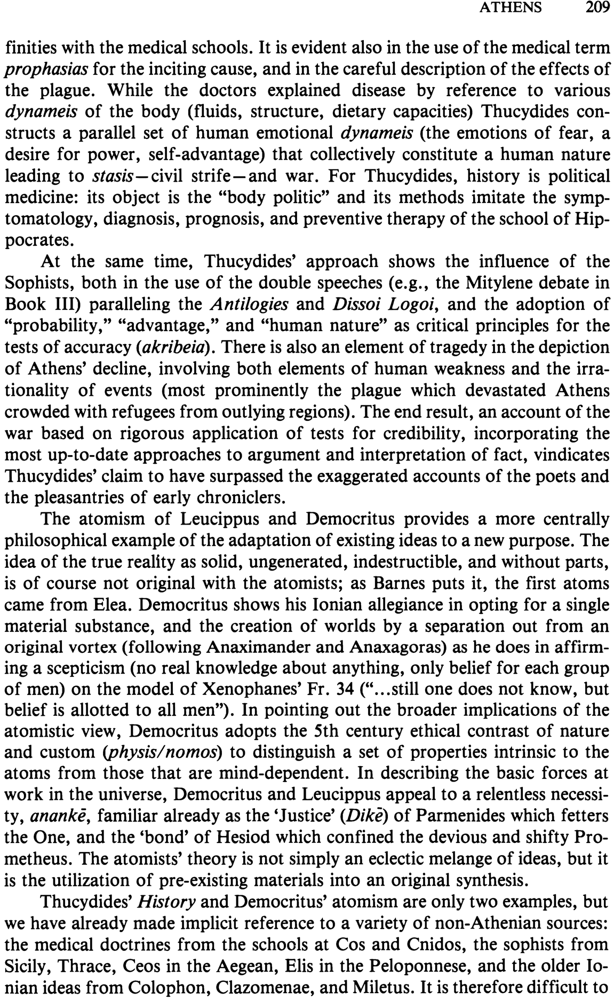 ATHENS 209
finities with the medical schools. It is evident also in the use of the medical term
prophasias for the inciting cause, and in the careful description of the effects of
the plague. While the doctors explained disease by reference to various
dynameis of the body (fluids, structure, dietary capacities) Thucydides con-
structs a parallel set of human emotional dynameis (the emotions of fear, a
desire for power, self-advantage) that collectively constitute a human nature
leading to stasis—civil strife—and war. For Thucydides, history is political
medicine: its object is the “body politic” and its methods imitate the symp-
tomatology, diagnosis, prognosis, and preventive therapy of the school of Hip-
pocrates.
At the same time, Thucydides’ approach shows the influence of the
Sophists, both in the use of the double speeches (e.g., the Mitylene debate in
Book III) paralleling the Antilogies and Dissoi Logoi, and the adoption of
“probability,” “advantage,” and “human nature” as critical principles for the
tests of accuracy (akribeia). There is also an element of tragedy in the depiction
of Athens’ decline, involving both elements of human weakness and the irra-
tionality of events (most prominently the plague which devastated Athens
crowded with refugees from outlying regions). The end result, an account of the
war based on rigorous application of tests for credibility, incorporating the
most up-to-date approaches to argument and interpretation of fact, vindicates
Thucydides’ claim to have surpassed the exaggerated accounts of the poets and
the pleasantries of early chroniclers.
The atomism of Leucippus and Democritus provides a more centrally
philosophical example of the adaptation of existing ideas to a new purpose. The
idea of the true reality as solid, ungenerated, indestructible, and without parts,
is of course not original with the atomists; as Barnes puts it, the first atoms
came from Elea. Democritus shows his Ionian allegiance in opting for a single
material substance, and the creation of worlds by a separation out from an
original vortex (following Anaximander and Anaxagoras) as he does in affirm-
ing a scepticism (no real knowledge about anything, only belief for each group
of men) on the model of Xenophanes’ Fr. 34 (“...still one does not know, but
belief is allotted to all men”). In pointing out the broader implications of the
atomistic view, Democritus adopts the 5th century ethical contrast of nature
and custom (physis/nomos) to distinguish a set of properties intrinsic to the
atoms from those that are mind-dependent. In describing the basic forces at
work in the universe, Democritus and Leucippus appeal to a relentless necessi-
ty, anankē, familiar already as the ‘Justice’ (Dikē) of Parmenides which fetters
the One, and the ‘bond’ of Hesiod which confined the devious and shifty Pro-
metheus. The atomists’ theory is not simply an eclectic melange of ideas, but it
is the utilization of pre-existing materials into an original synthesis.
Thucydides’ History and Democritus’ atomism are only two examples, but
we have already made implicit reference to a variety of non-Athenian sources:
the medical doctrines from the schools at Cos and Cnidos, the sophists from
Sicily, Thrace, Ceos in the Aegean, Elis in the Peloponnese, and the older Io-
nian ideas from Colophon, Clazomenae, and Miletus. It is therefore difficult to